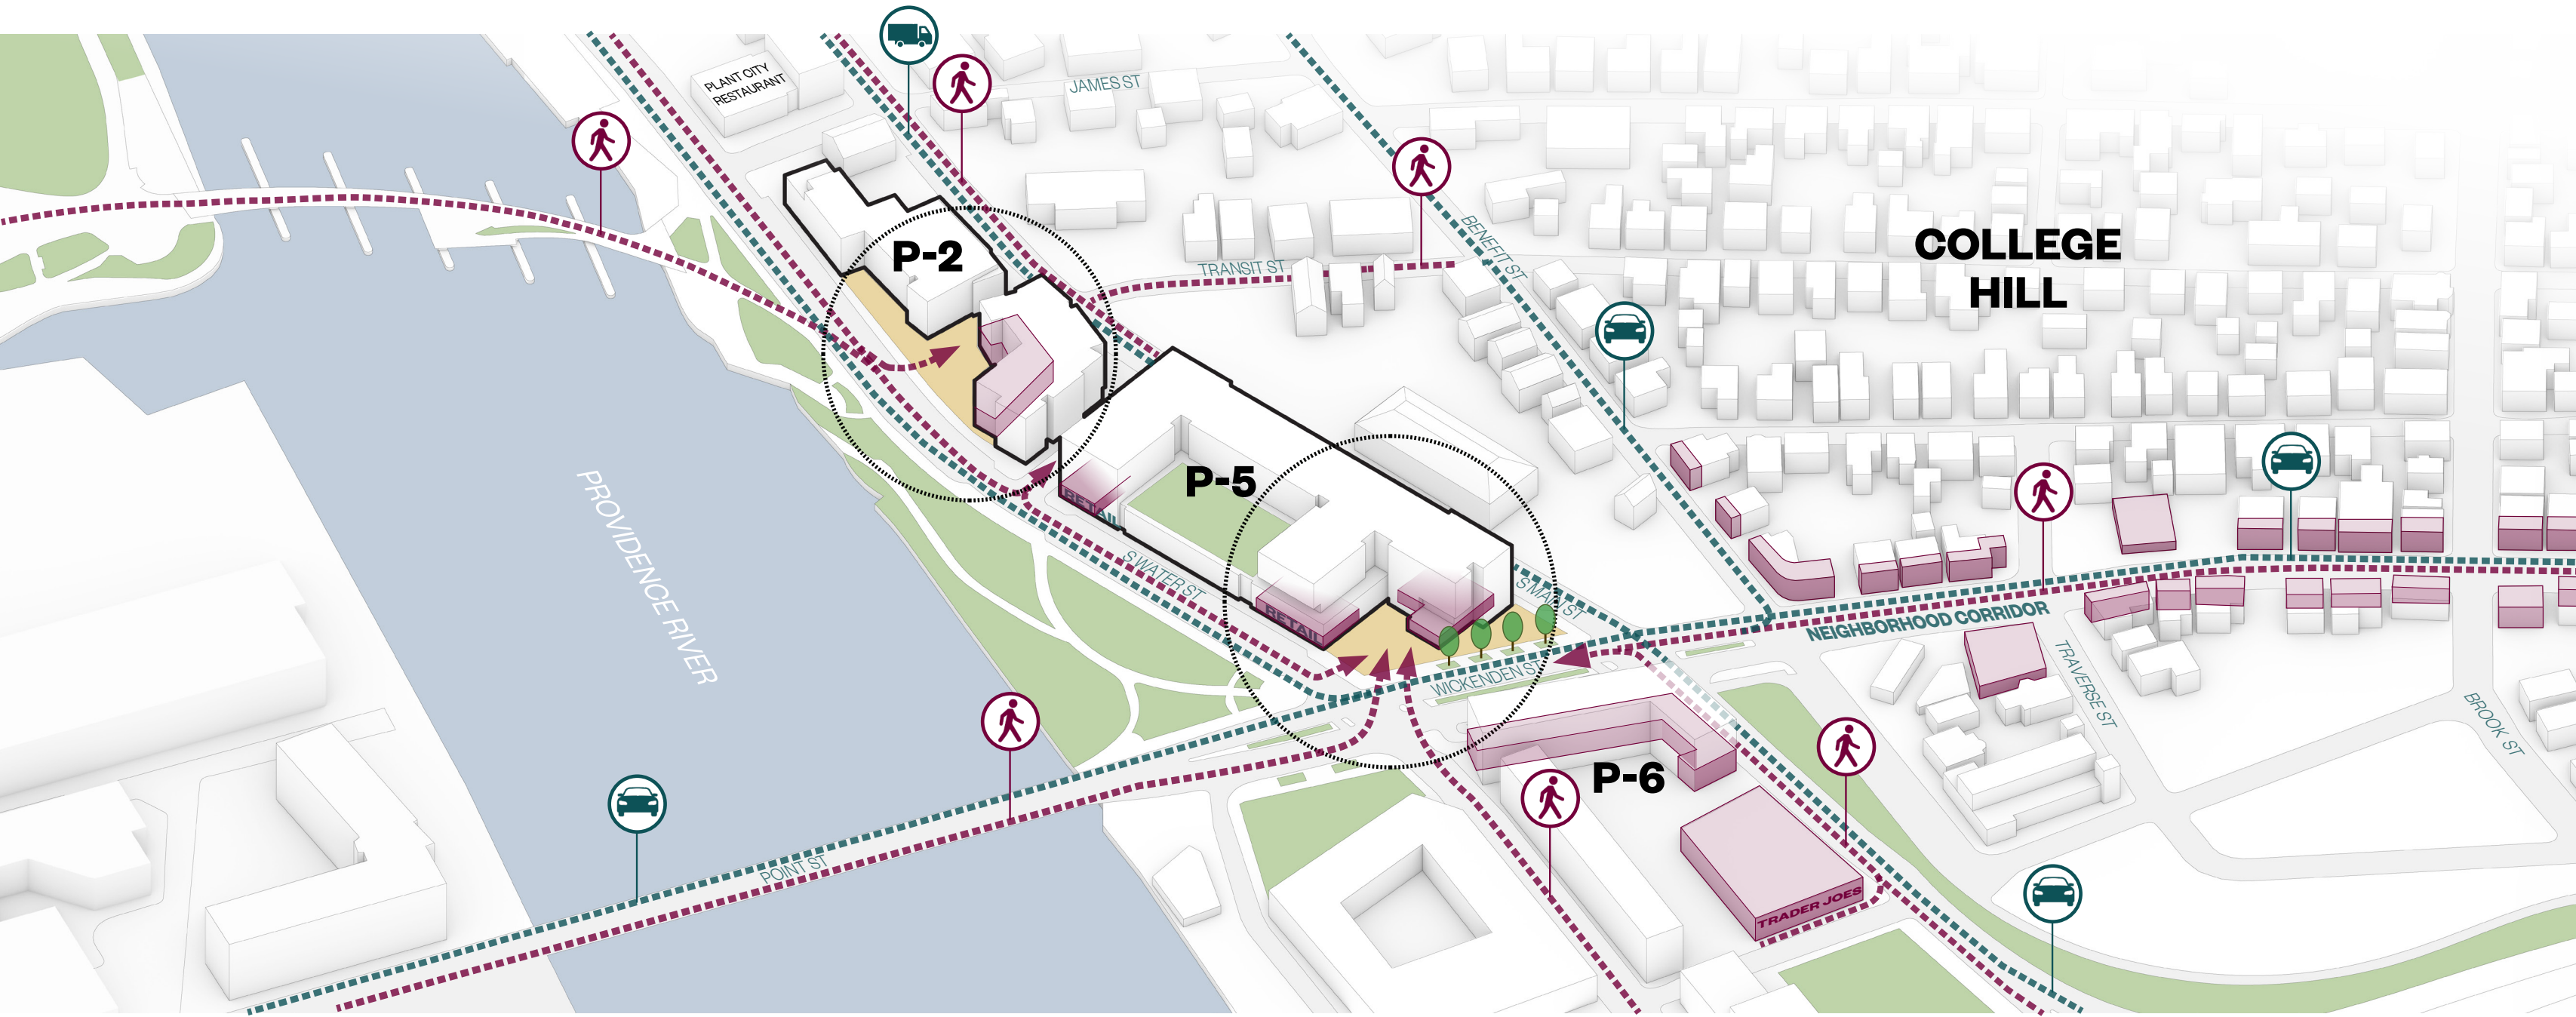 PLANT CITY
RESTAURANT
JAMES ST
P-2
TRANSIT ST
BENEFIT ST
COLLEGE
HILL
P-5
RETAIL
PROVIDENCE RIVER
S WATER ST
RETAIL
S MAIN ST
NEIGHBORHOOD CORRIDOR
WICKENDEN ST
TRAVERSE ST
BROOK ST
P-6
POINT ST
TRADER JOES